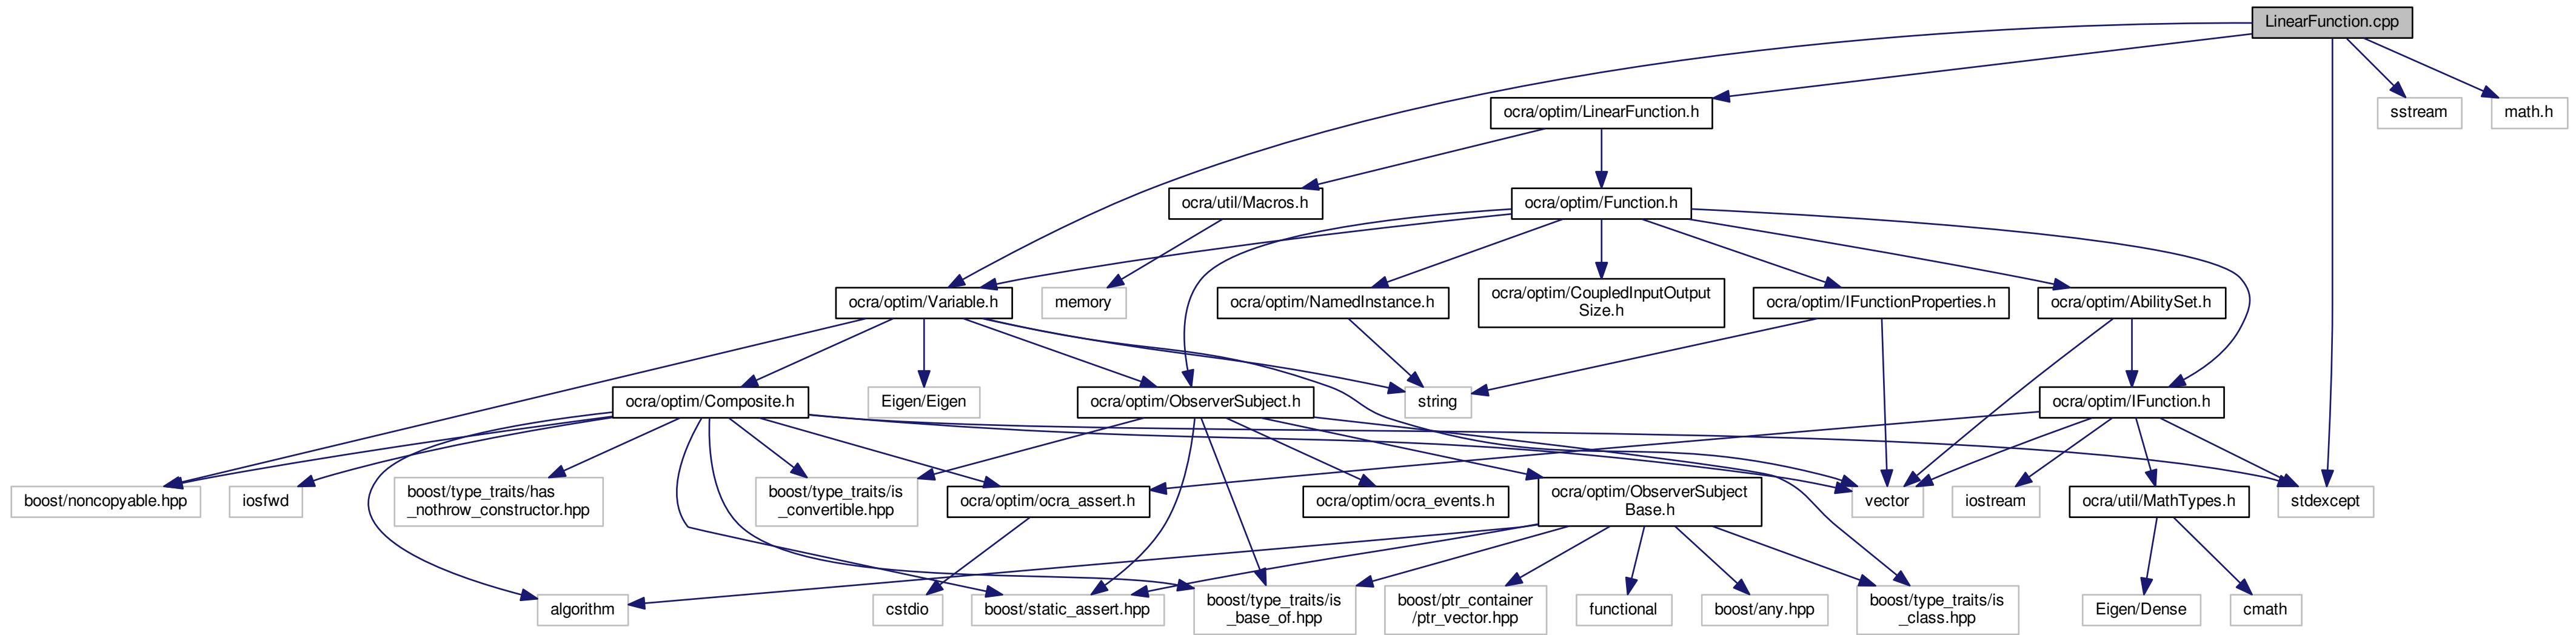 LinearFunction.cpp
ocra/optim/LinearFunction.h
sstream
math.h
ocra/util/Macros.h
ocra/optim/Function.h
ocra/optim/Variable.h
memory
ocra/optim/NamedInstance.h
ocra/optim/CoupledInputOutput
Size.h
ocra/optim/IFunctionProperties.h
ocra/optim/AbilitySet.h
ocra/optim/Composite.h
Eigen/Eigen
ocra/optim/ObserverSubject.h
string
ocra/optim/IFunction.h
boost/noncopyable.hpp
iosfwd
boost/type_traits/has
_nothrow_constructor.hpp
boost/type_traits/is
_convertible.hpp
ocra/optim/ocra_assert.h
ocra/optim/ocra_events.h
ocra/optim/ObserverSubject
Base.h
vector
iostream
ocra/util/MathTypes.h
stdexcept
algorithm
cstdio
boost/static_assert.hpp
boost/type_traits/is
_base_of.hpp
boost/ptr_container
/ptr_vector.hpp
functional
boost/any.hpp
boost/type_traits/is
_class.hpp
Eigen/Dense
cmath